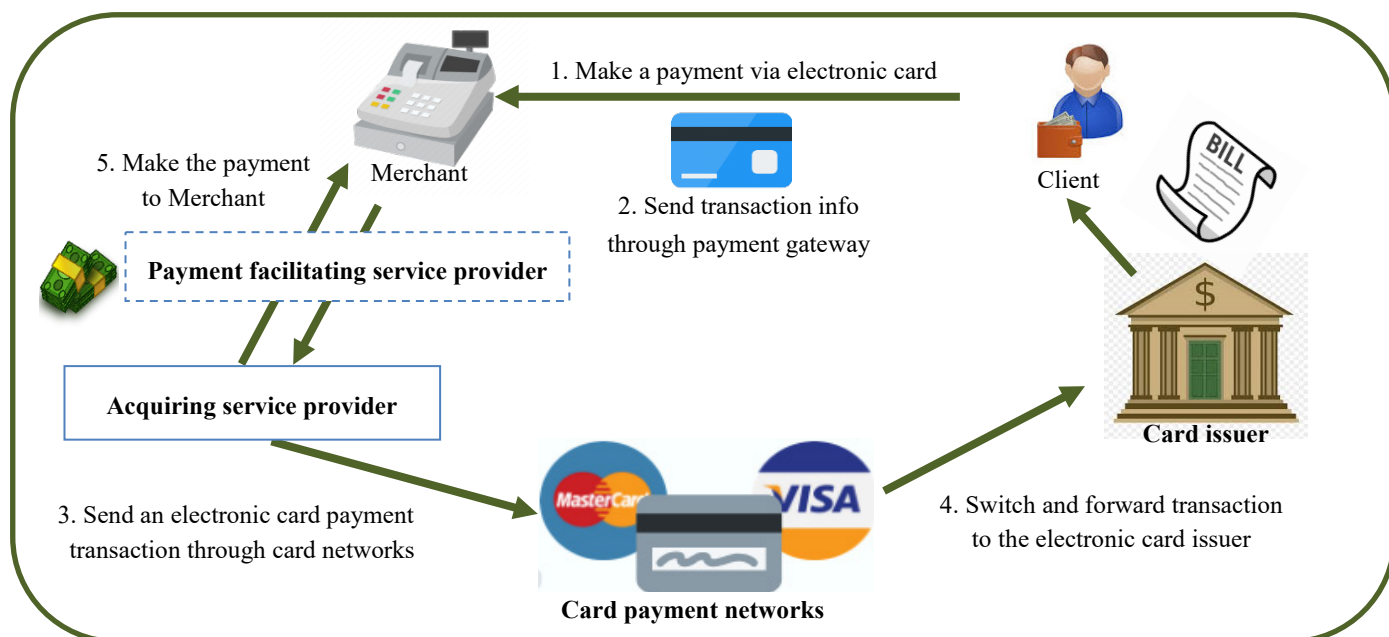 1. Make a payment via electronic card
BILL
5. Make the payment
to Merchant
Merchant
Client
2. Send transaction info
through payment gateway
Payment facilitating service provider
$
Acquiring service provider
Card issuer
MasterCard
VISA
3. Send an electronic card payment
transaction through card networks
4. Switch and forward transaction
to the electronic card issuer
Card payment networks